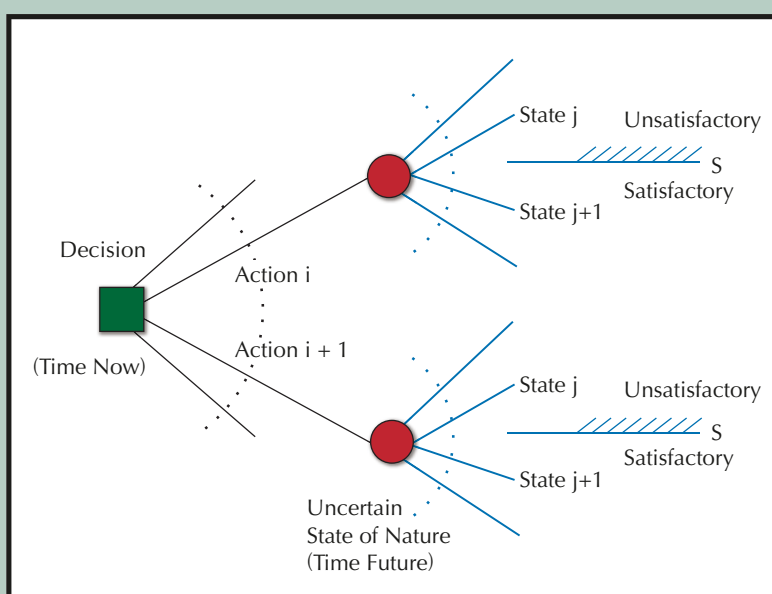 State j
Unsatisfactory
S
Satisfactory
State j+1
Decision
Action i
Action i + 1
(Time Now)
State j
Unsatisfactory
S
Satisfactory
State j+1
Uncertain
State of Nature
(Time Future)